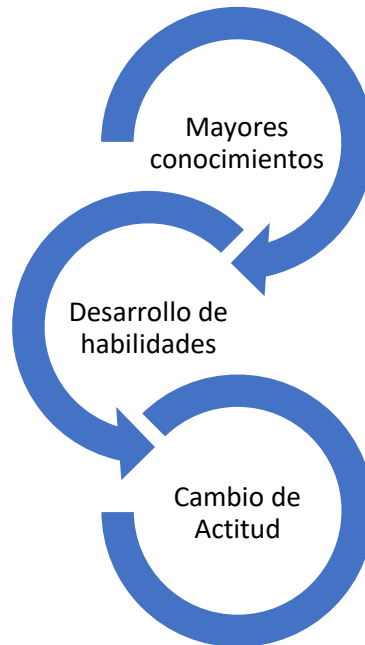 Mayores
conocimientos
Desarrollo de
habilidades
Cambio de
Actitud